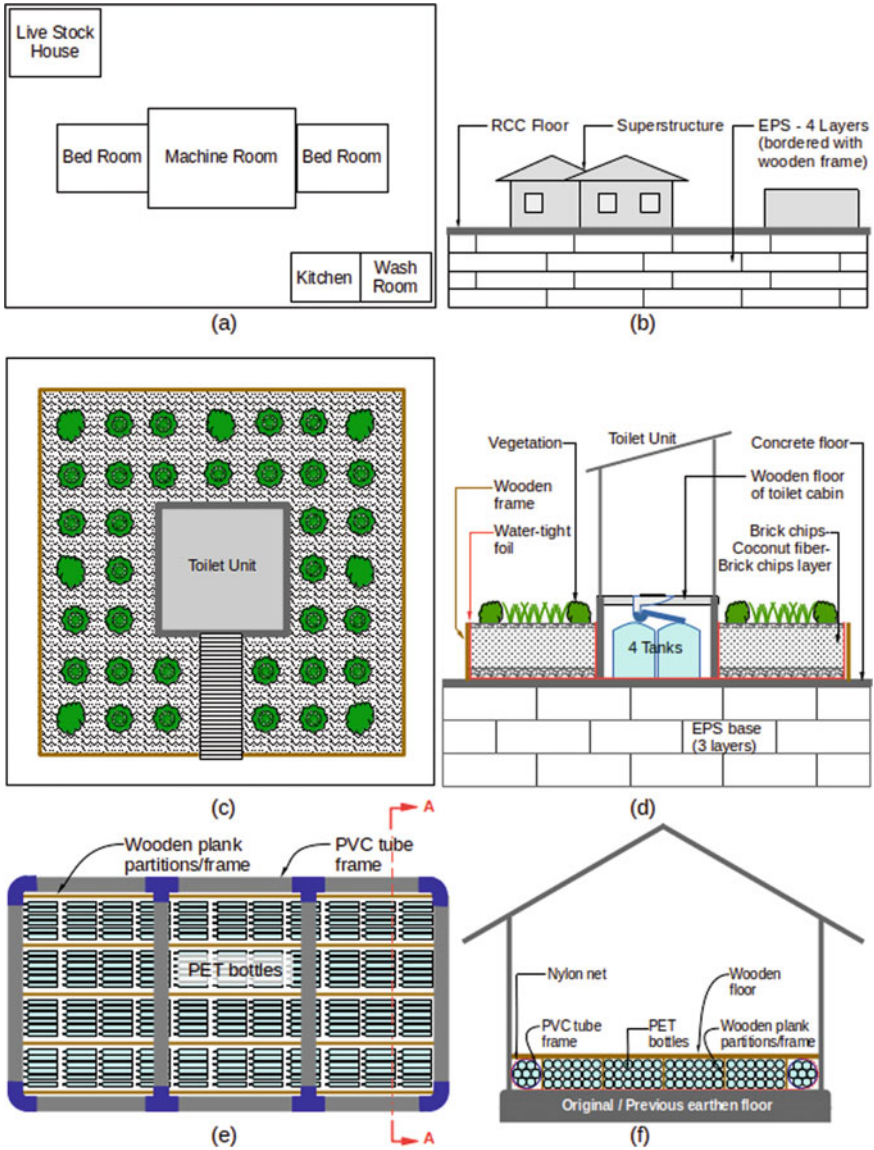 Live Stock
House
Bed Room
Machine Room
Bed Room
Kitchen
Wash
Room
(a)
RCC Floor
Superstructure
EPS - 4 Layers
(bordered with
wooden frame)
(b)
Toilet Unit
(c)
Vegetation
Toilet Unit
Concrete floor
Wooden
frame
Wooden floor
of toilet cabin
Water-tight
foil
Brick chips-
Coconut fiber-
Brick chips layer
4 Tanks
EPS base
(3 layers)
(d)
A
Wooden plank
partitions/frame
PVC tube
frame
PET bottles
(e)
A
Nylon net
Wooden
floor
PVC tube
frame
PET
bottles
Wooden plank
partitions/frame
Original / Previous earthen floor
(f)